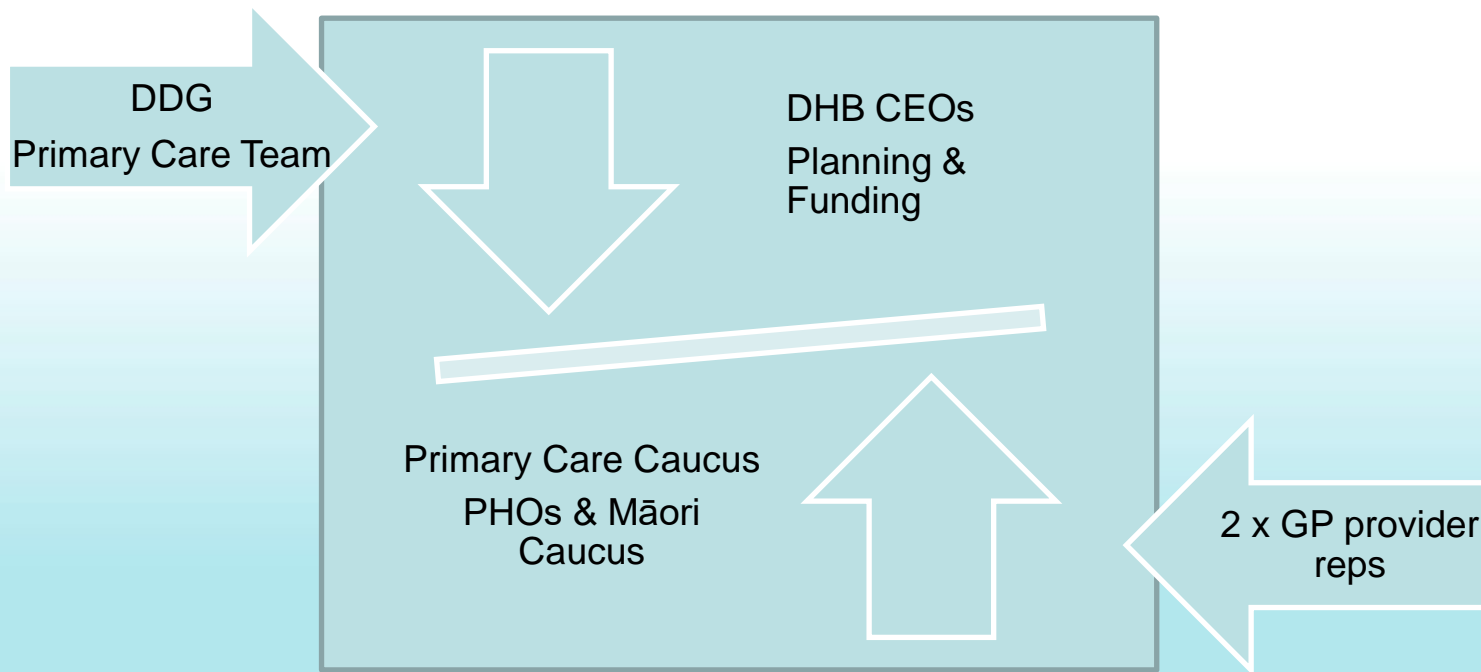 DDG
Primary Care Team
DHB CEOs
Planning &
Funding
Primary Care Caucus
PHOs & Māori
Caucus
2 x GP provider
reps